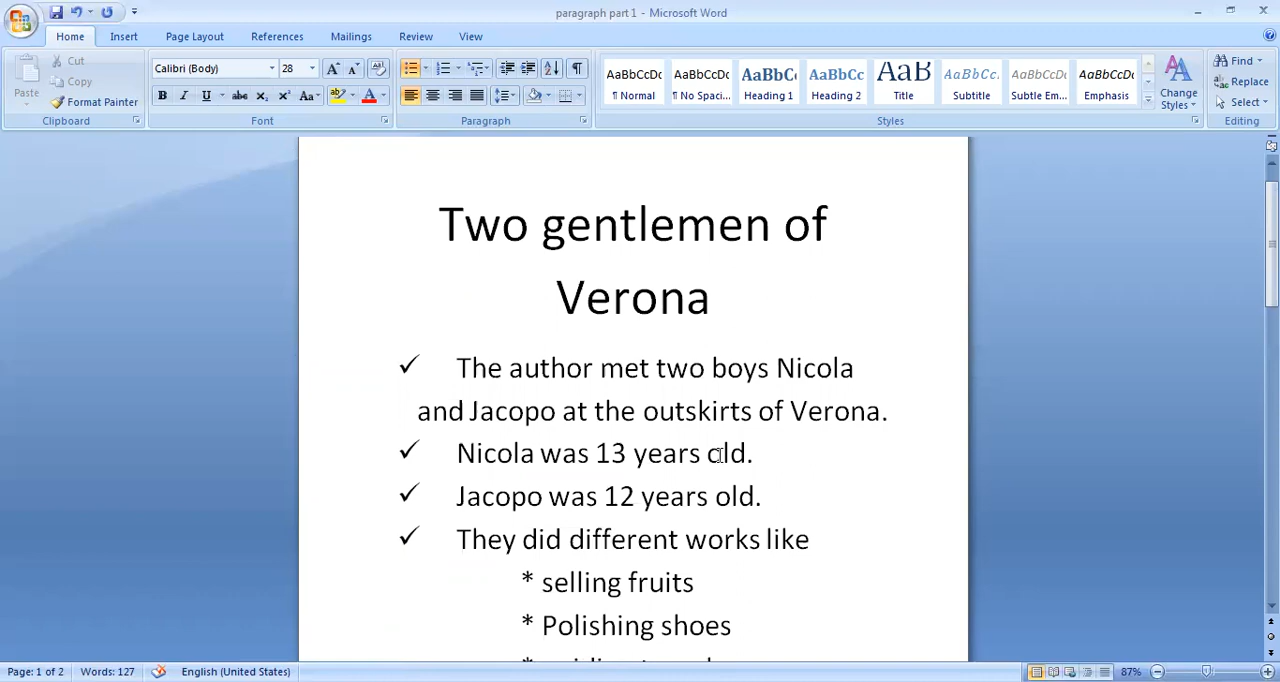 paragraph part 1 - Microsoft Word
Home Insert Page Layout References Mailings Review View
Paste
Cut
Copy
Format Painter
Clipboard
Calibri (Body) 28
Font
Paragraph
AaBbCcDc AaBbCcDc AaBbC AaBbCc AaB AaBbCc. AaBbCcDc AaBbCcDc
¶ Normal ¶ No Spaci... Heading 1 Heading 2 Title Subtitle Subtle Em... Emphasis
Change Styles
Styles
Find
Replace
Select
Editing
Two gentlemen of
Verona
✓ The author met two boys Nicola
and Jacopo at the outskirts of Verona.
✓ Nicola was 13 years old.
✓ Jacopo was 12 years old.
✓ They did different works like
* selling fruits
* Polishing shoes
Page: 1 of 2 Words: 127 English (United States) 87%